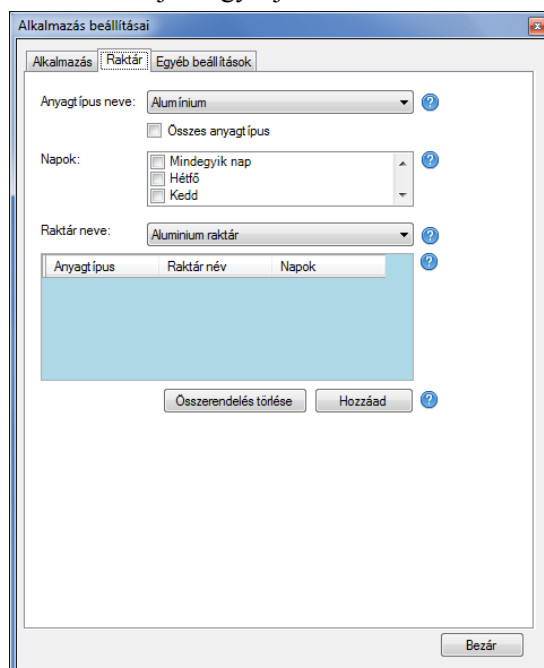 Alkalmazás beállításai
Alkalmazás Raktár Egyéb beállítások
Anyagtípus neve: Alumínium
Összes anyagtípus
Napok: Mindegyik nap
Hétfő
Kedd
Raktár neve: Aluminium raktár
Anyagtípus Raktár név Napok
Összerendelés törlése Hozzáad
Bezár